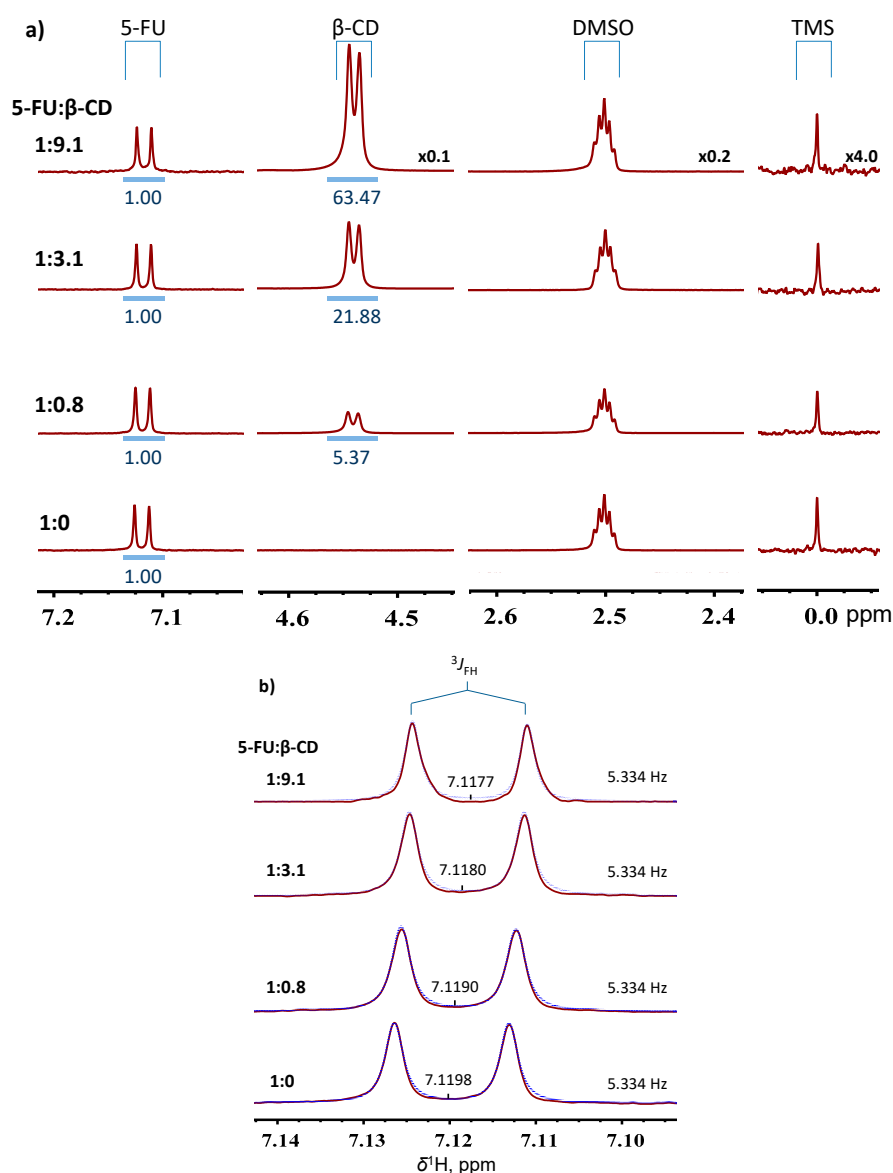 a)
5-FU β-CD DMSO TMS
5-FU:β-CD
1:9.1
x0.1 x0.2 x4.0
1.00 63.47
1:3.1
1.00 21.88
1:0.8
1.00 5.37
1:0
1.00
7.2 7.1 4.6 4.5 2.6 2.5 2.4 0.0 ppm
b)
³J_FH
5-FU:β-CD
1:9.1 7.1177 5.334 Hz
1:3.1 7.1180 5.334 Hz
1:0.8 7.1190 5.334 Hz
1:0 7.1198 5.334 Hz
7.14 7.13 7.12 7.11 7.10
δ¹H, ppm